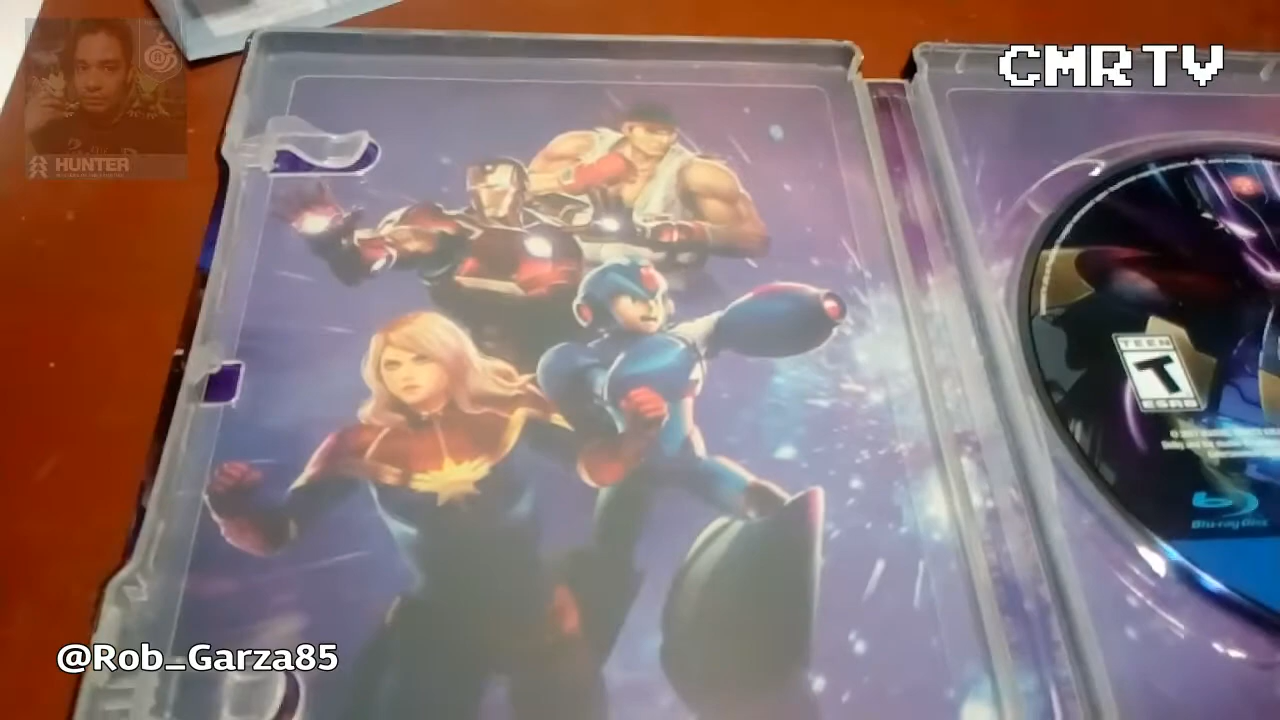 CMRTV
HUNTER
TEEN
T
ESRB
Blu-ray Disc
@Rob_Garza85